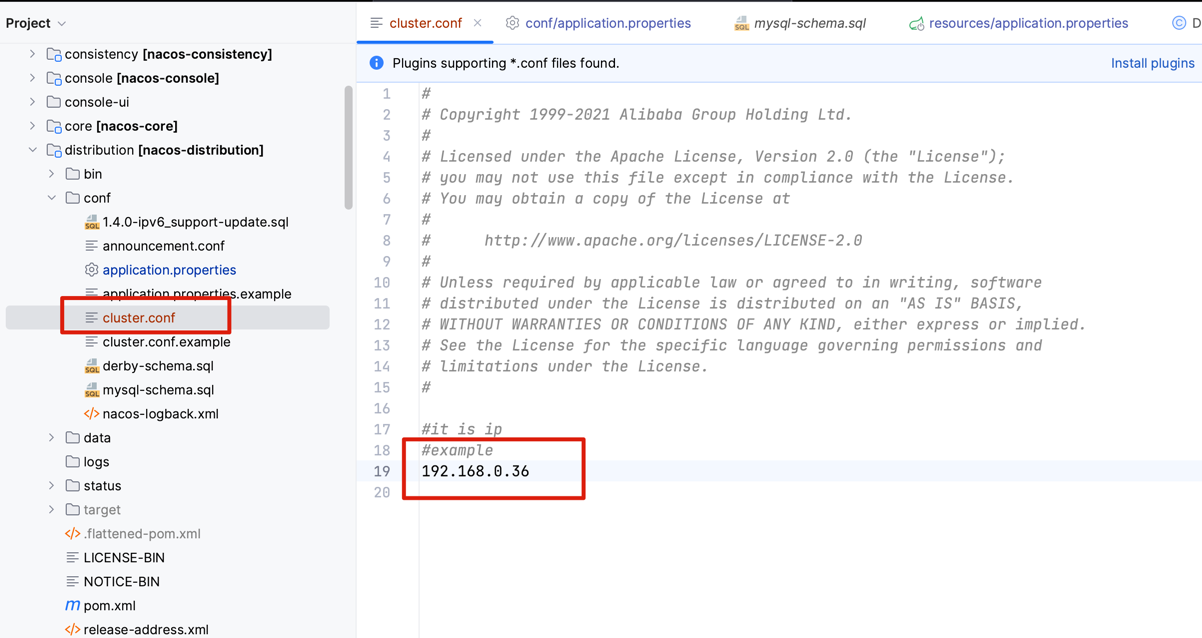 Project
cluster.conf
conf/application.properties
mysql-schema.sql
resources/application.properties
D
Plugins supporting *.conf files found.
Install plugins
consistency [nacos-consistency]
console [nacos-console]
console-ui
core [nacos-core]
distribution [nacos-distribution]
bin
conf
1.4.0-ipv6_support-update.sql
announcement.conf
application.properties
application.properties.example
cluster.conf
cluster.conf.example
derby-schema.sql
mysql-schema.sql
nacos-logback.xml
data
logs
status
target
.flattened-pom.xml
LICENSE-BIN
NOTICE-BIN
pom.xml
release-address.xml
1 #
2 # Copyright 1999-2021 Alibaba Group Holding Ltd.
3 #
4 # Licensed under the Apache License, Version 2.0 (the "License");
5 # you may not use this file except in compliance with the License.
6 # You may obtain a copy of the License at
7 #
8 #      http://www.apache.org/licenses/LICENSE-2.0
9 #
10 # Unless required by applicable law or agreed to in writing, software
11 # distributed under the License is distributed on an "AS IS" BASIS,
12 # WITHOUT WARRANTIES OR CONDITIONS OF ANY KIND, either express or implied.
13 # See the License for the specific language governing permissions and
14 # limitations under the License.
15 #
16
17 #it is ip
18 #example
19 192.168.0.36
20